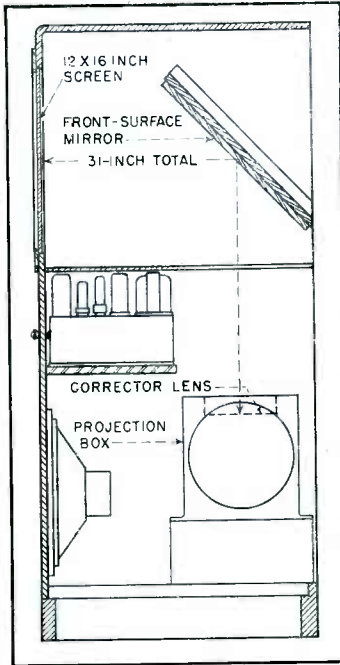 12 X 16 INCH
SCREEN
FRONT-SURFACE
MIRROR
31-INCH TOTAL
CORRECTOR LENS
PROJECTION
BOX